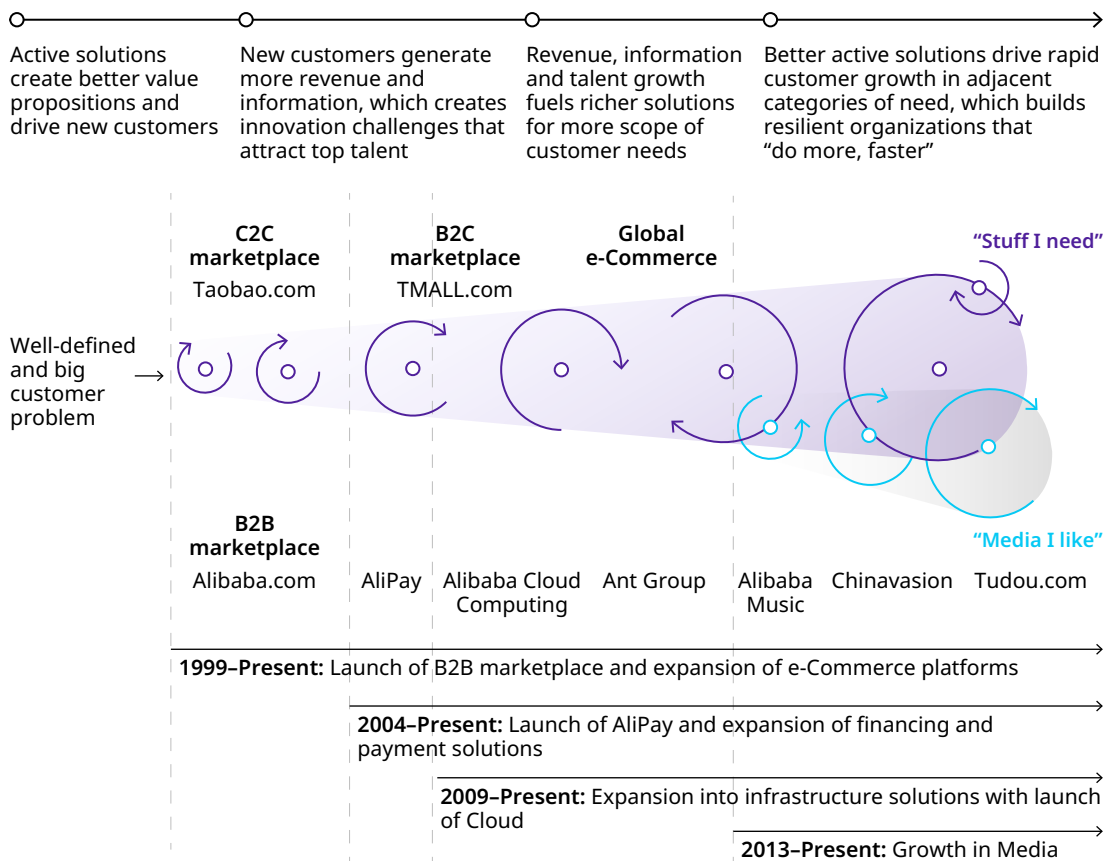 Active solutions
create better value
propositions and
drive new customers
New customers generate
more revenue and
information, which creates
innovation challenges that
attract top talent
Revenue, information
and talent growth
fuels richer solutions
for more scope of
customer needs
Better active solutions drive rapid
customer growth in adjacent
categories of need, which builds
resilient organizations that
“do more, faster”
C2C
marketplace
Taobao.com
B2C
marketplace
TMALL.com
Global
e-Commerce
“Stuff I need”
Well-defined
and big
customer
problem
“Media I like”
B2B
marketplace
Alibaba.com
AliPay
Alibaba Cloud
Computing
Ant Group
Alibaba
Music
Chinavasion
Tudou.com
1999–Present: Launch of B2B marketplace and expansion of e-Commerce platforms
2004–Present: Launch of AliPay and expansion of financing and
payment solutions
2009–Present: Expansion into infrastructure solutions with launch
of Cloud
2013–Present: Growth in Media